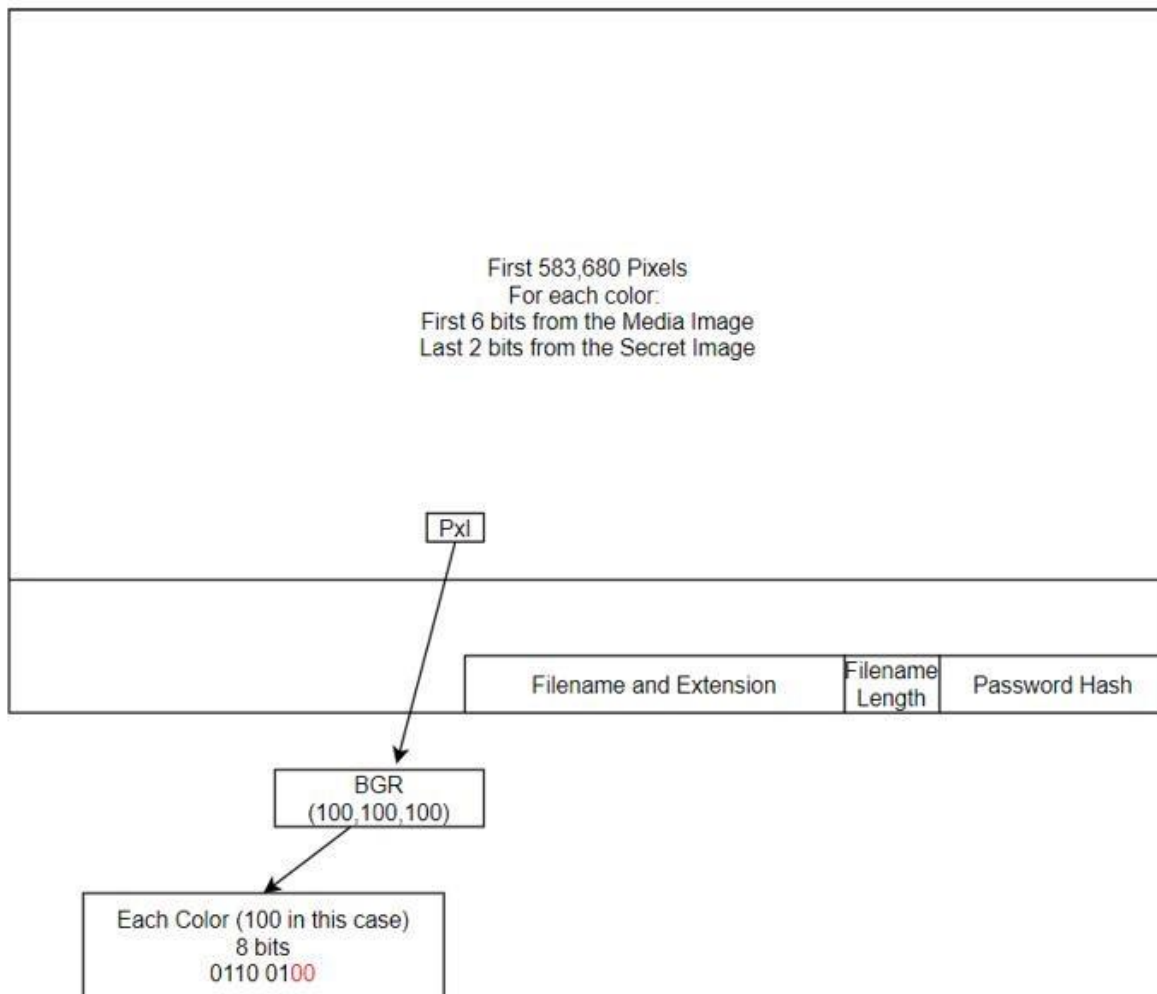 First 583,680 Pixels
For each color:
First 6 bits from the Media Image
Last 2 bits from the Secret Image
Pxl
Filename and Extension
Filename
Length
Password Hash
BGR
(100,100,100)
Each Color (100 in this case)
8 bits
0110 0100